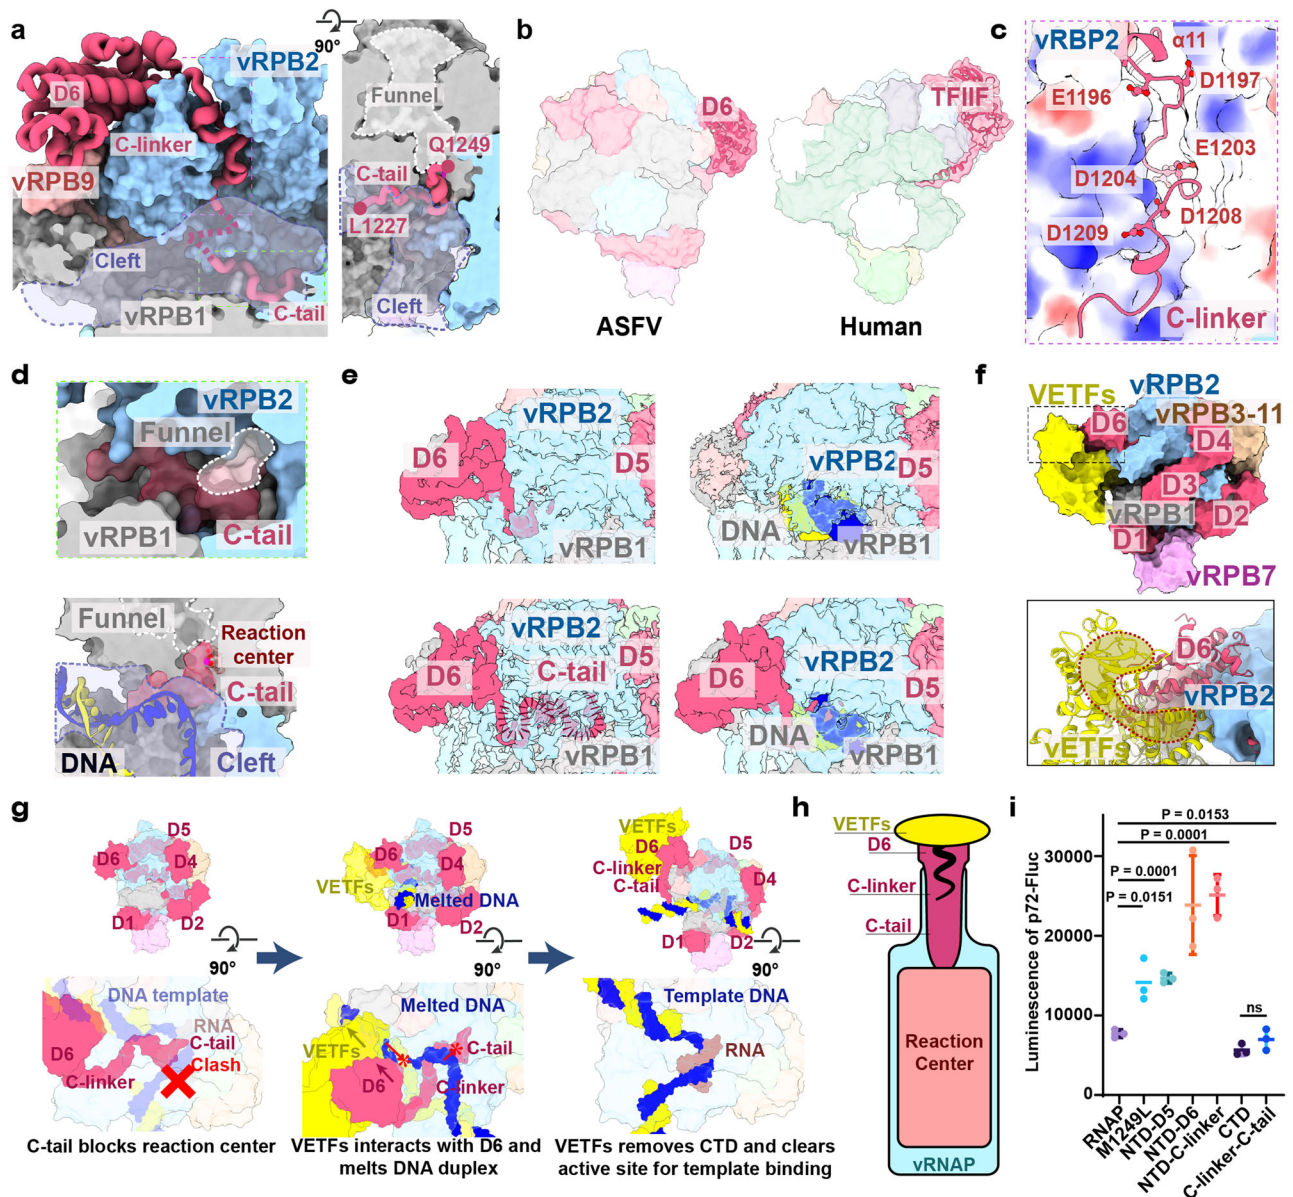 a
D6
vRPB2
C-linker
vRPB9
Cleft
vRPB1
C-tail
90°
Funnel
Q1249
C-tail
L1227
Cleft
b
D6
TFIIF
ASFV
Human
c
vRBP2
α11
D1197
E1196
E1203
D1204
D1208
D1209
C-linker
d
vRPB2
Funnel
vRPB1
C-tail
Funnel
Reaction
center
C-tail
DNA
Cleft
e
vRPB2
D6
D5
vRPB1
vRPB2
D5
DNA
vRPB1
vRPB2
C-tail
D5
D6
vRPB1
vRPB2
D5
D6
DNA
vRPB1
f
VETFs
vRPB2
D6
vRPB3-11
D4
D3
vRPB1
D2
D1
vRPB7
D6
vRPB2
vETFs
g
D5
D6
D4
D1
D2
90°
DNA template
RNA
C-tail
Clash
D6
C-linker
C-tail blocks reaction center
D5
D6
D4
VETFs
Melted DNA
D1
D2
90°
Melted DNA
VETFs
C-tail
D6
C-linker
VETFs interacts with D6 and
melts DNA duplex
VETFs
D6
D5
C-linker
C-tail
D4
D1
D2
90°
Template DNA
RNA
VETFs removes CTD and clears
active site for template binding
h
VETFs
D6
C-linker
C-tail
Reaction
Center
vRNAP
i
Luminescence of p72-Fluc
P = 0.0153
P = 0.0001
P = 0.0001
P = 0.0151
ns
30000
20000
10000
0
RNAP
M1249L
NTD-D5
NTD-D6
NTD-C-linker
CTD
C-linker-C-tail